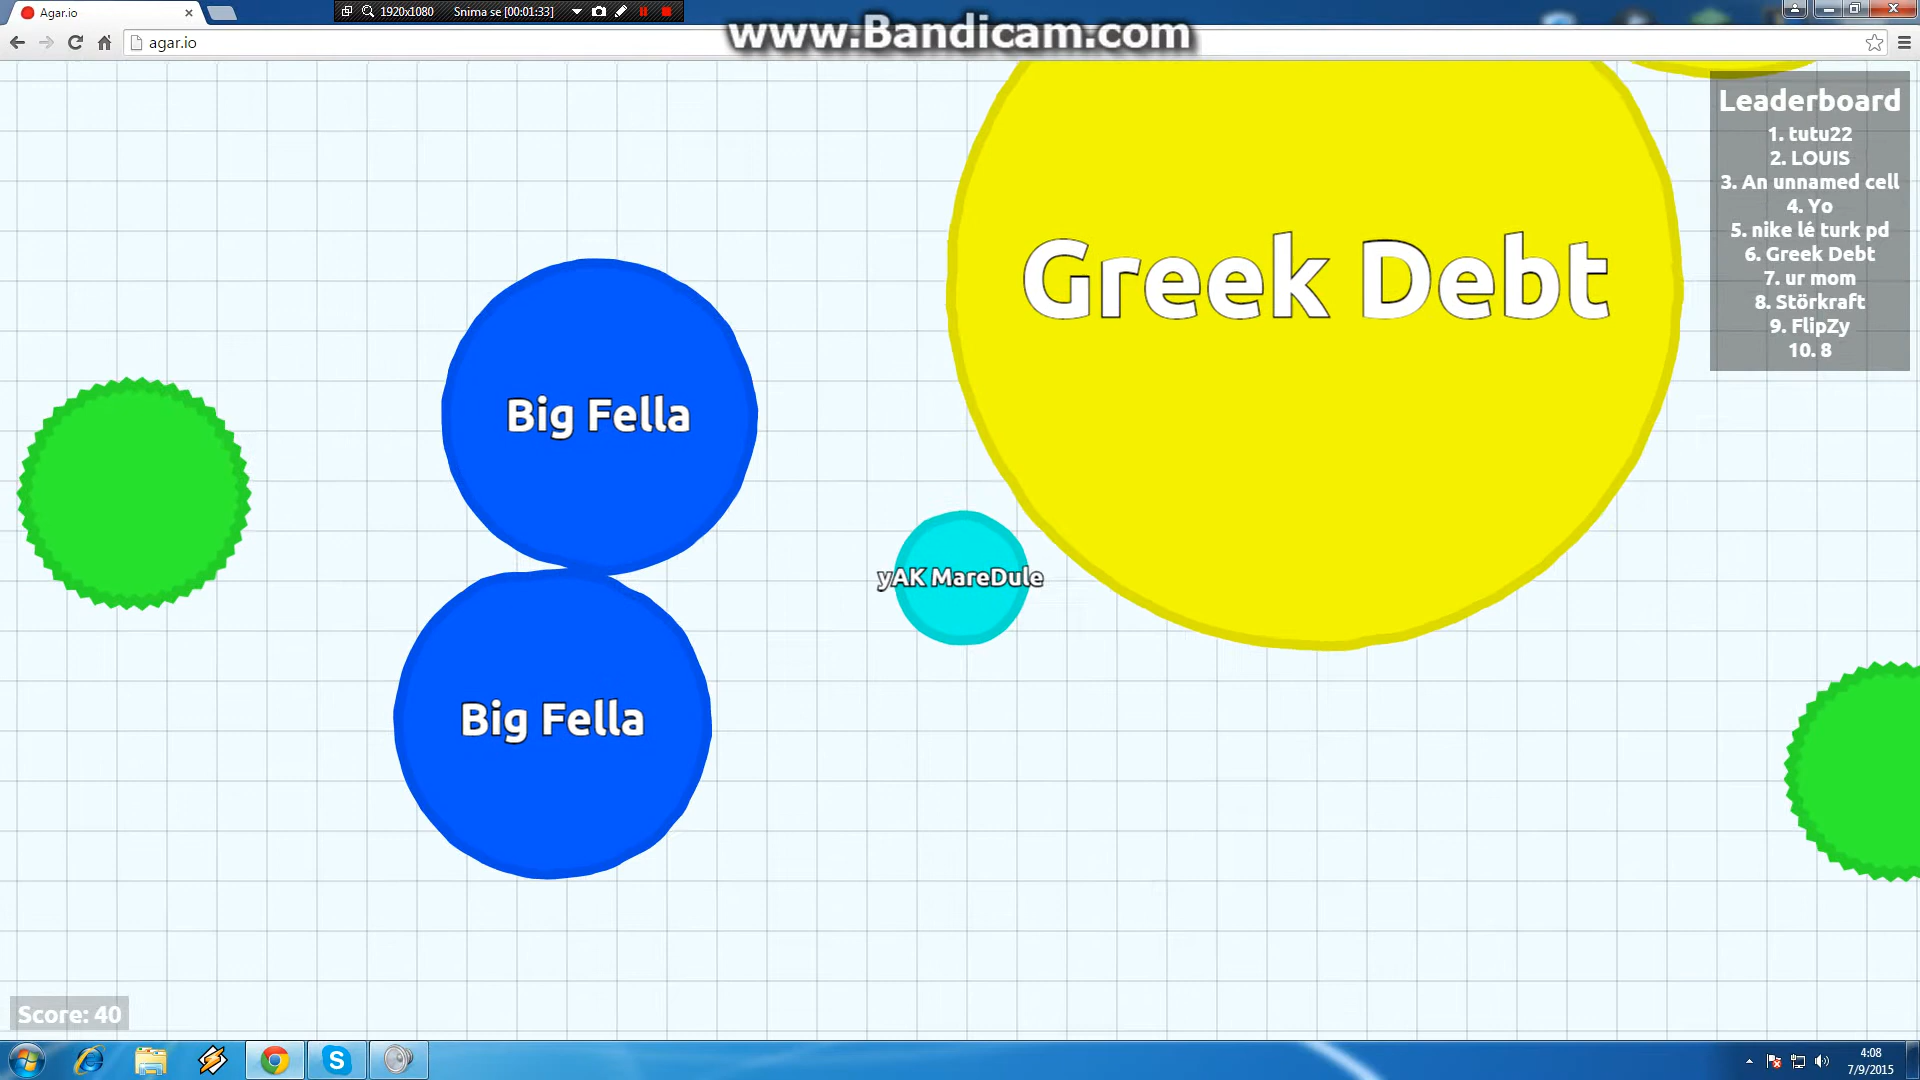 Agar.io
1920x1080
Snima se [00:01:33]
www.Bandicam.com
agar.io
Leaderboard
1. tutu22
2. LOUIS
3. An unnamed cell
4. Yo
5. nike lé turk pd
6. Greek Debt
7. ur mom
8. Störkraft
9. FlipZy
10. 8
Greek Debt
Big Fella
yAK MareDule
Big Fella
Score: 40
4:08
7/9/2015